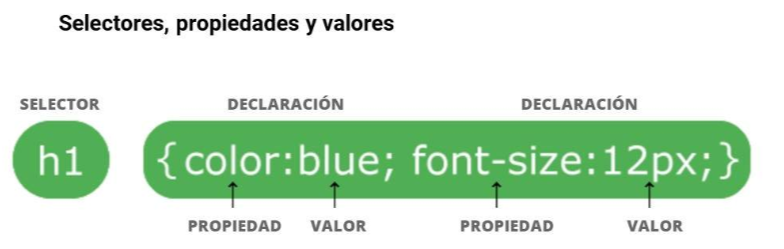 Selectores, propiedades y valores
SELECTOR DECLARACIÓN DECLARACIÓN
h1 {color:blue; font-size:12px;}
PROPIEDAD VALOR PROPIEDAD VALOR